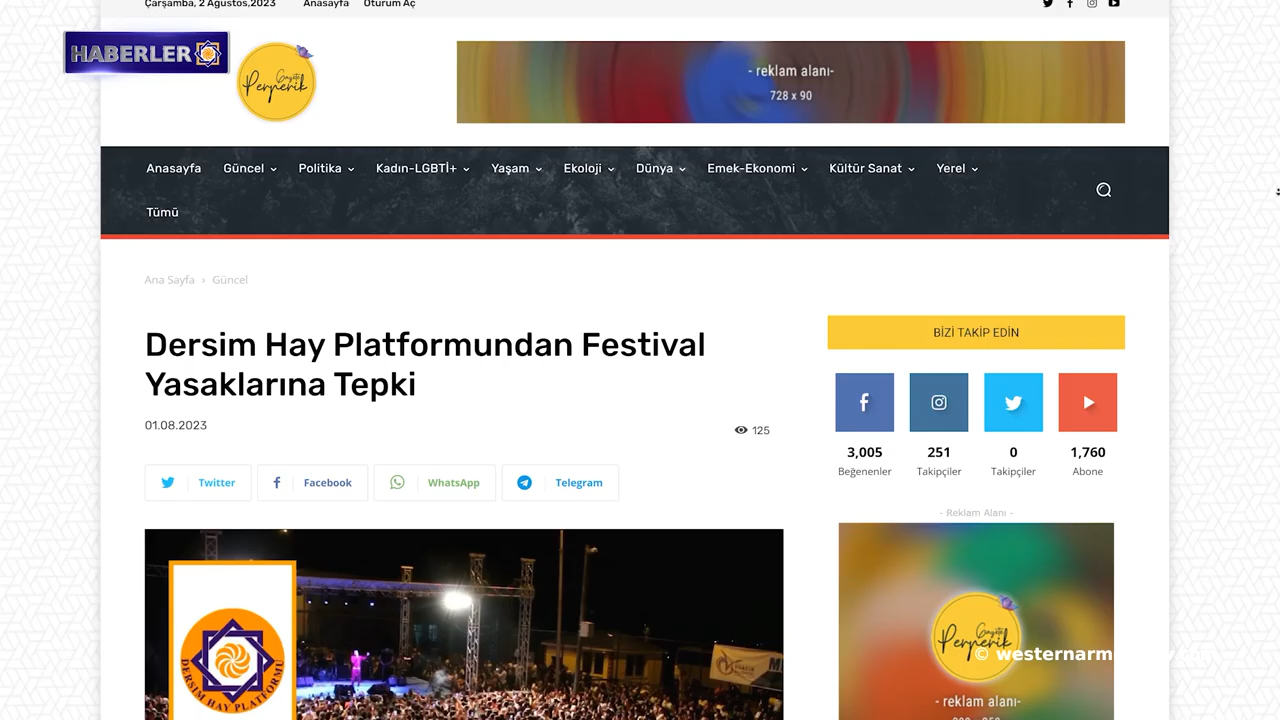 Çarşamba, 2 Ağustos,2023 Anasayfa Oturum Aç
HABERLER
Gazete
Perperik
- reklam alanı-
728 x 90
Anasayfa Güncel Politika Kadın-LGBTİ+ Yaşam Ekoloji Dünya Emek-Ekonomi Kültür Sanat Yerel
Tümü
Ana Sayfa › Güncel
Dersim Hay Platformundan Festival
Yasaklarına Tepki
01.08.2023
125
Twitter Facebook WhatsApp Telegram
BİZİ TAKİP EDİN
3,005 251 0 1,760
Beğenenler Takipçiler Takipçiler Abone
- Reklam Alanı -
DERSIM HAY PLATFORMU
Gazete
Perperik
- reklam alanı-